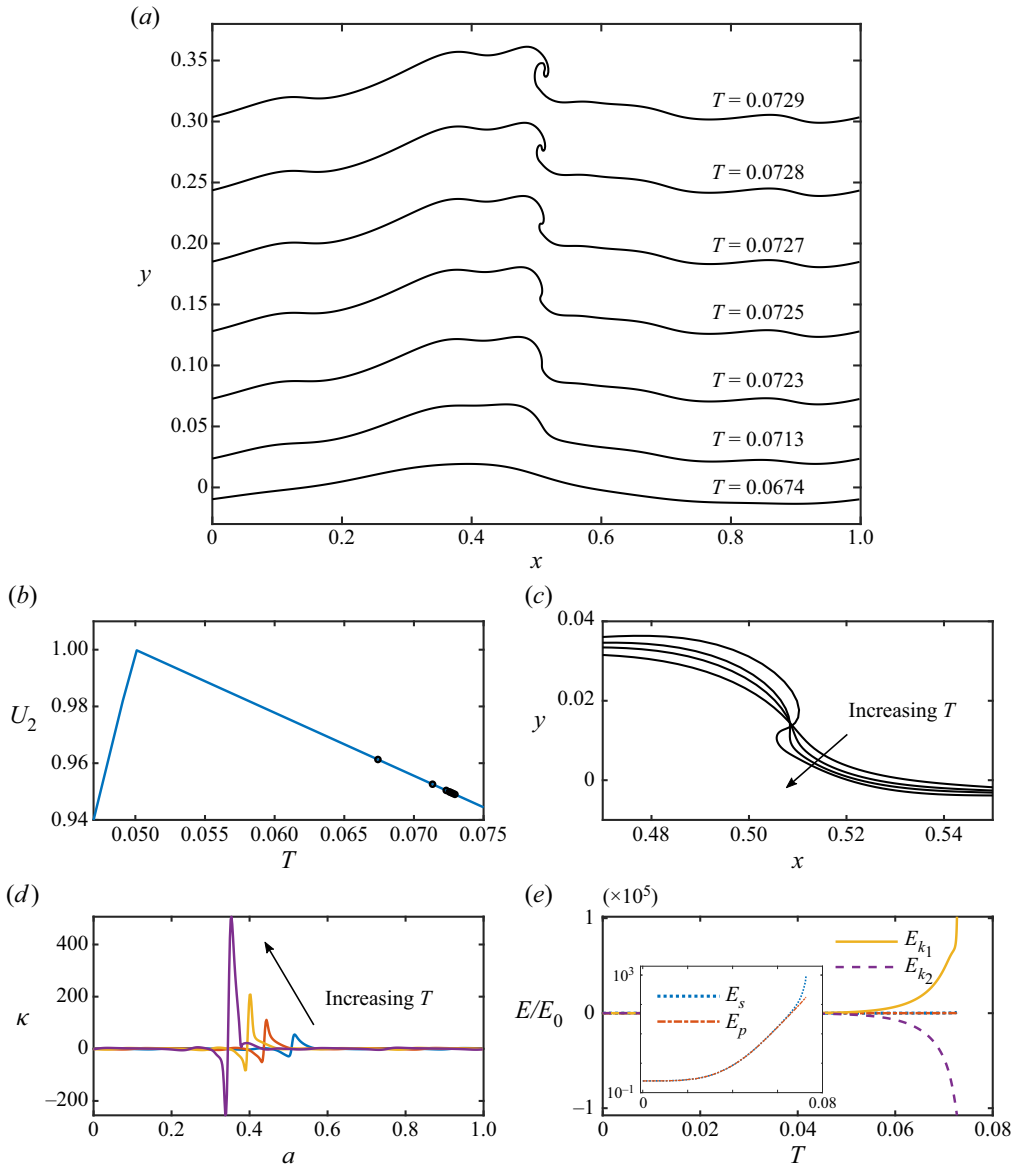 (a)
0.35
T = 0.0729
0.30
T = 0.0728
0.25
T = 0.0727
0.20
y
T = 0.0725
0.15
T = 0.0723
0.10
T = 0.0713
0.05
T = 0.0674
0
0 0.2 0.4 0.6 0.8 1.0
x
(b)
1.00
0.98
U2
0.96
0.94
0.050 0.055 0.060 0.065 0.070 0.075
T
(c)
0.04
0.02
y
Increasing T
0
0.48 0.50 0.52 0.54
x
(d)
400
200
κ
Increasing T
0
−200
0 0.2 0.4 0.6 0.8 1.0
a
(e)
(×10^5)
1
Ek1
Ek2
10^3
Es
Ep
E/E0
0
10^-1
0 0.08
−1
0 0.02 0.04 0.06 0.08
T